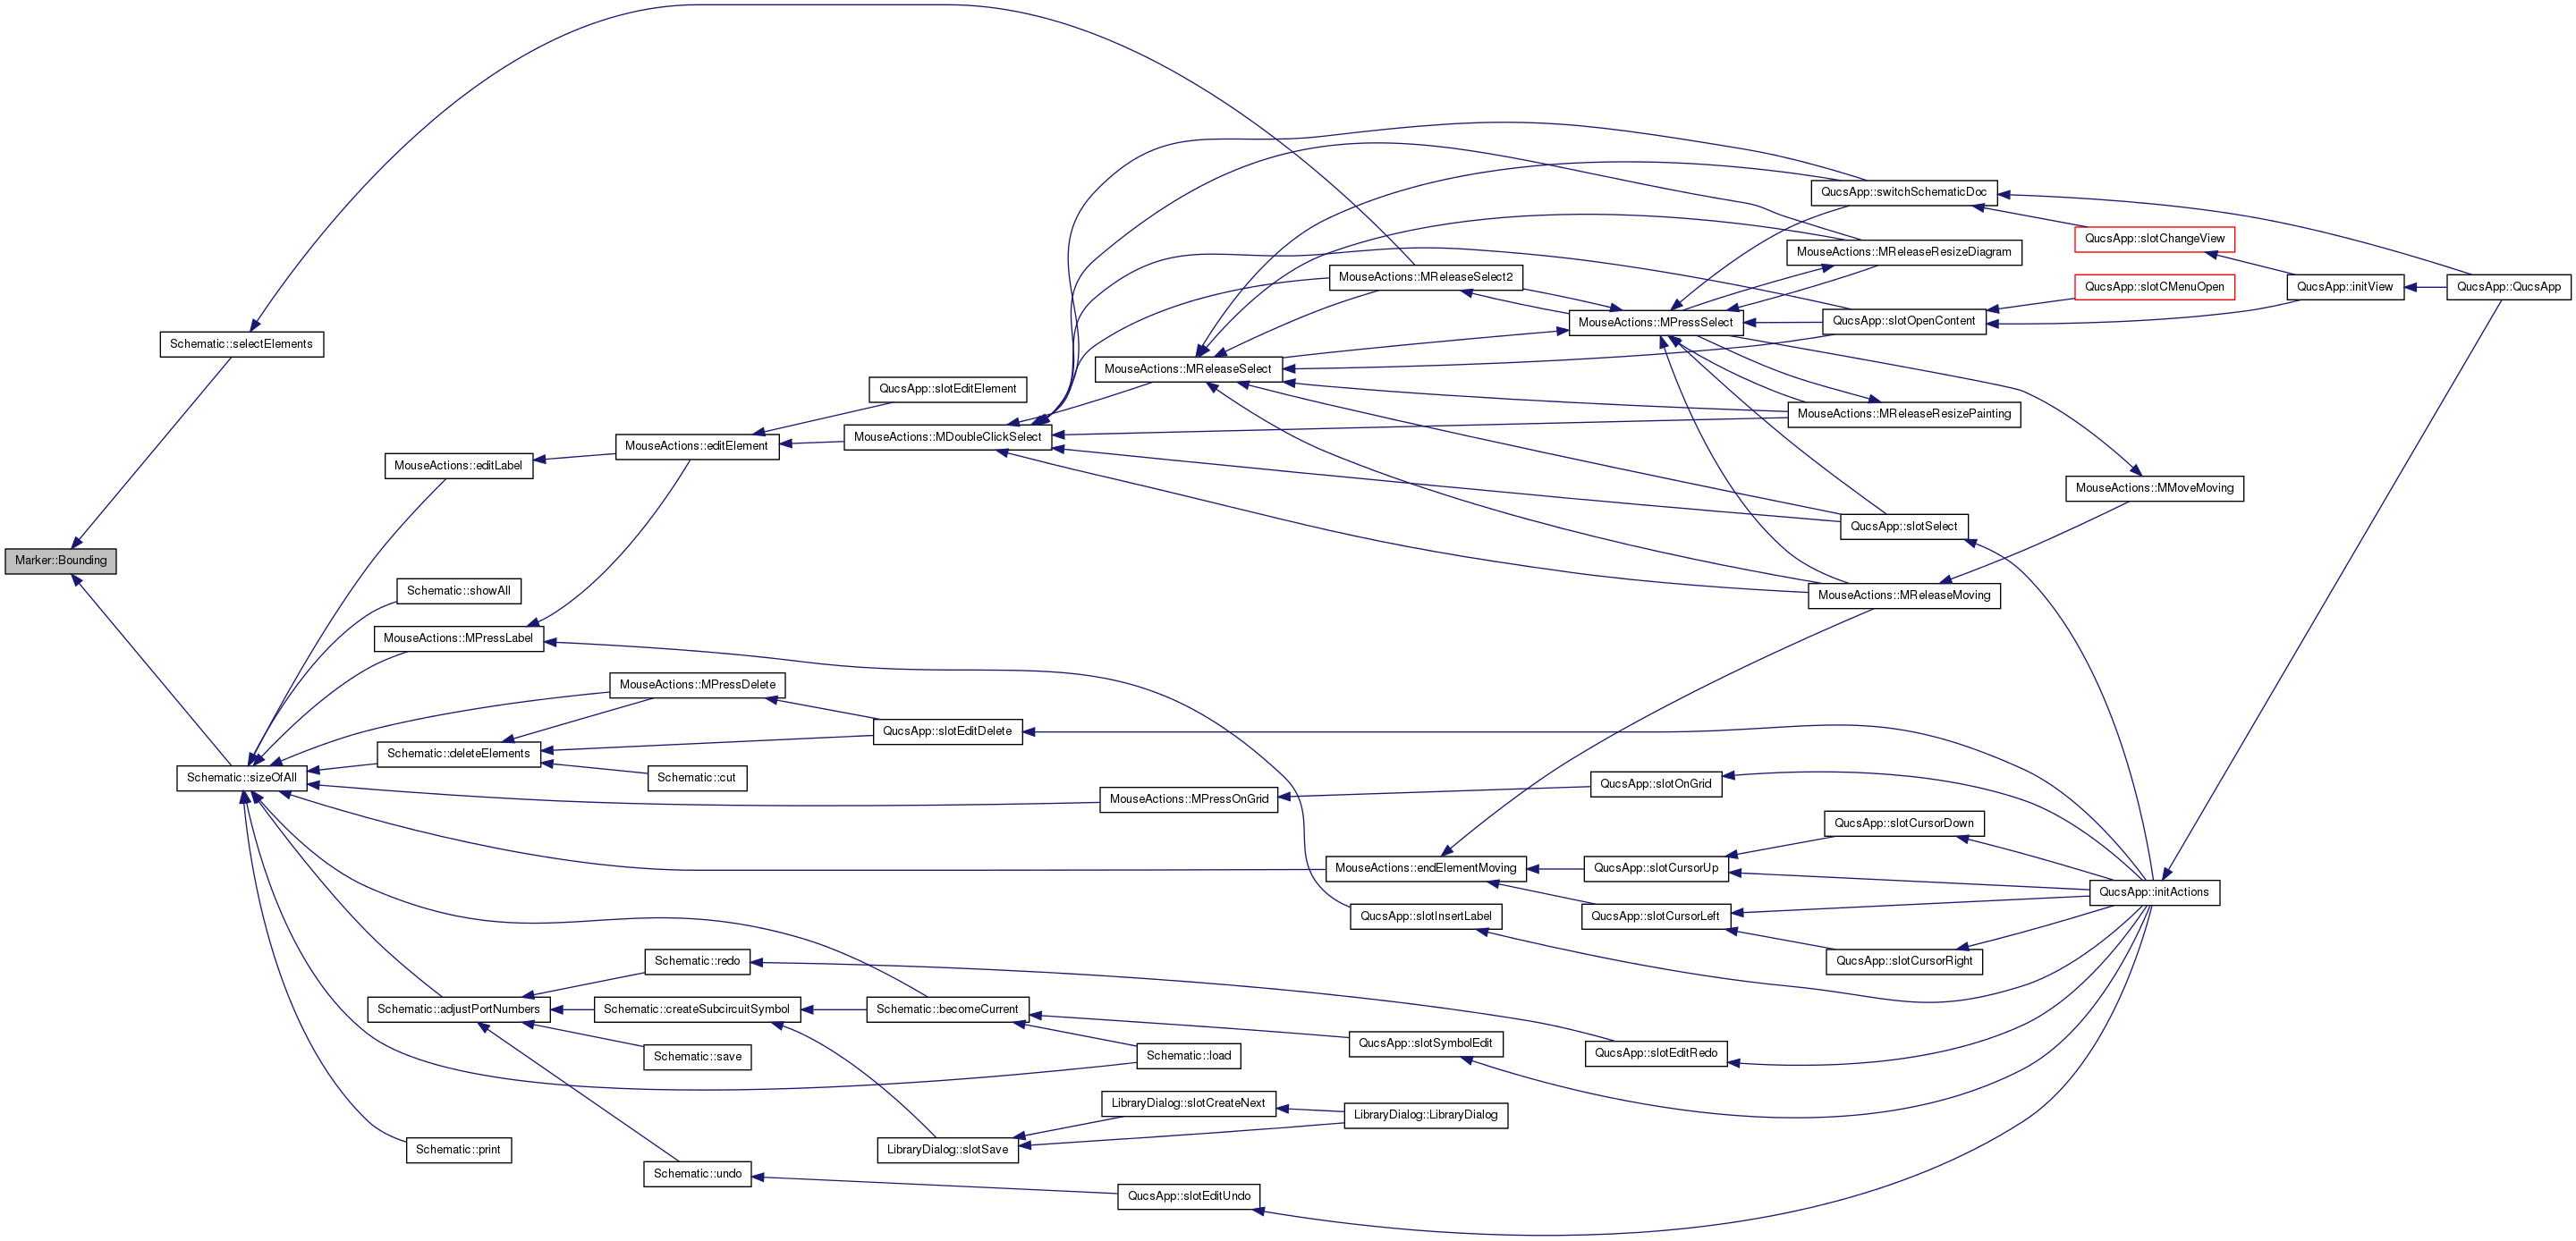 Marker::Bounding
Schematic::selectElements
Schematic::sizeOfAll
MouseActions::editLabel
Schematic::showAll
MouseActions::MPressLabel
Schematic::deleteElements
Schematic::adjustPortNumbers
Schematic::print
MouseActions::editElement
MouseActions::MPressDelete
Schematic::cut
Schematic::redo
Schematic::createSubcircuitSymbol
Schematic::save
Schematic::undo
QucsApp::slotEditElement
MouseActions::MDoubleClickSelect
QucsApp::slotEditDelete
Schematic::becomeCurrent
LibraryDialog::slotSave
MouseActions::MReleaseSelect
MouseActions::MPressOnGrid
Schematic::load
LibraryDialog::slotCreateNext
QucsApp::slotEditUndo
MouseActions::MReleaseSelect2
MouseActions::endElementMoving
QucsApp::slotInsertLabel
QucsApp::slotSymbolEdit
LibraryDialog::LibraryDialog
MouseActions::MPressSelect
QucsApp::slotOnGrid
QucsApp::slotCursorUp
QucsApp::slotCursorLeft
QucsApp::slotEditRedo
QucsApp::switchSchematicDoc
MouseActions::MReleaseResizeDiagram
QucsApp::slotOpenContent
MouseActions::MReleaseResizePainting
QucsApp::slotSelect
MouseActions::MReleaseMoving
QucsApp::slotCursorDown
QucsApp::slotCursorRight
QucsApp::slotChangeView
QucsApp::slotCMenuOpen
MouseActions::MMoveMoving
QucsApp::initActions
QucsApp::initView
QucsApp::QucsApp